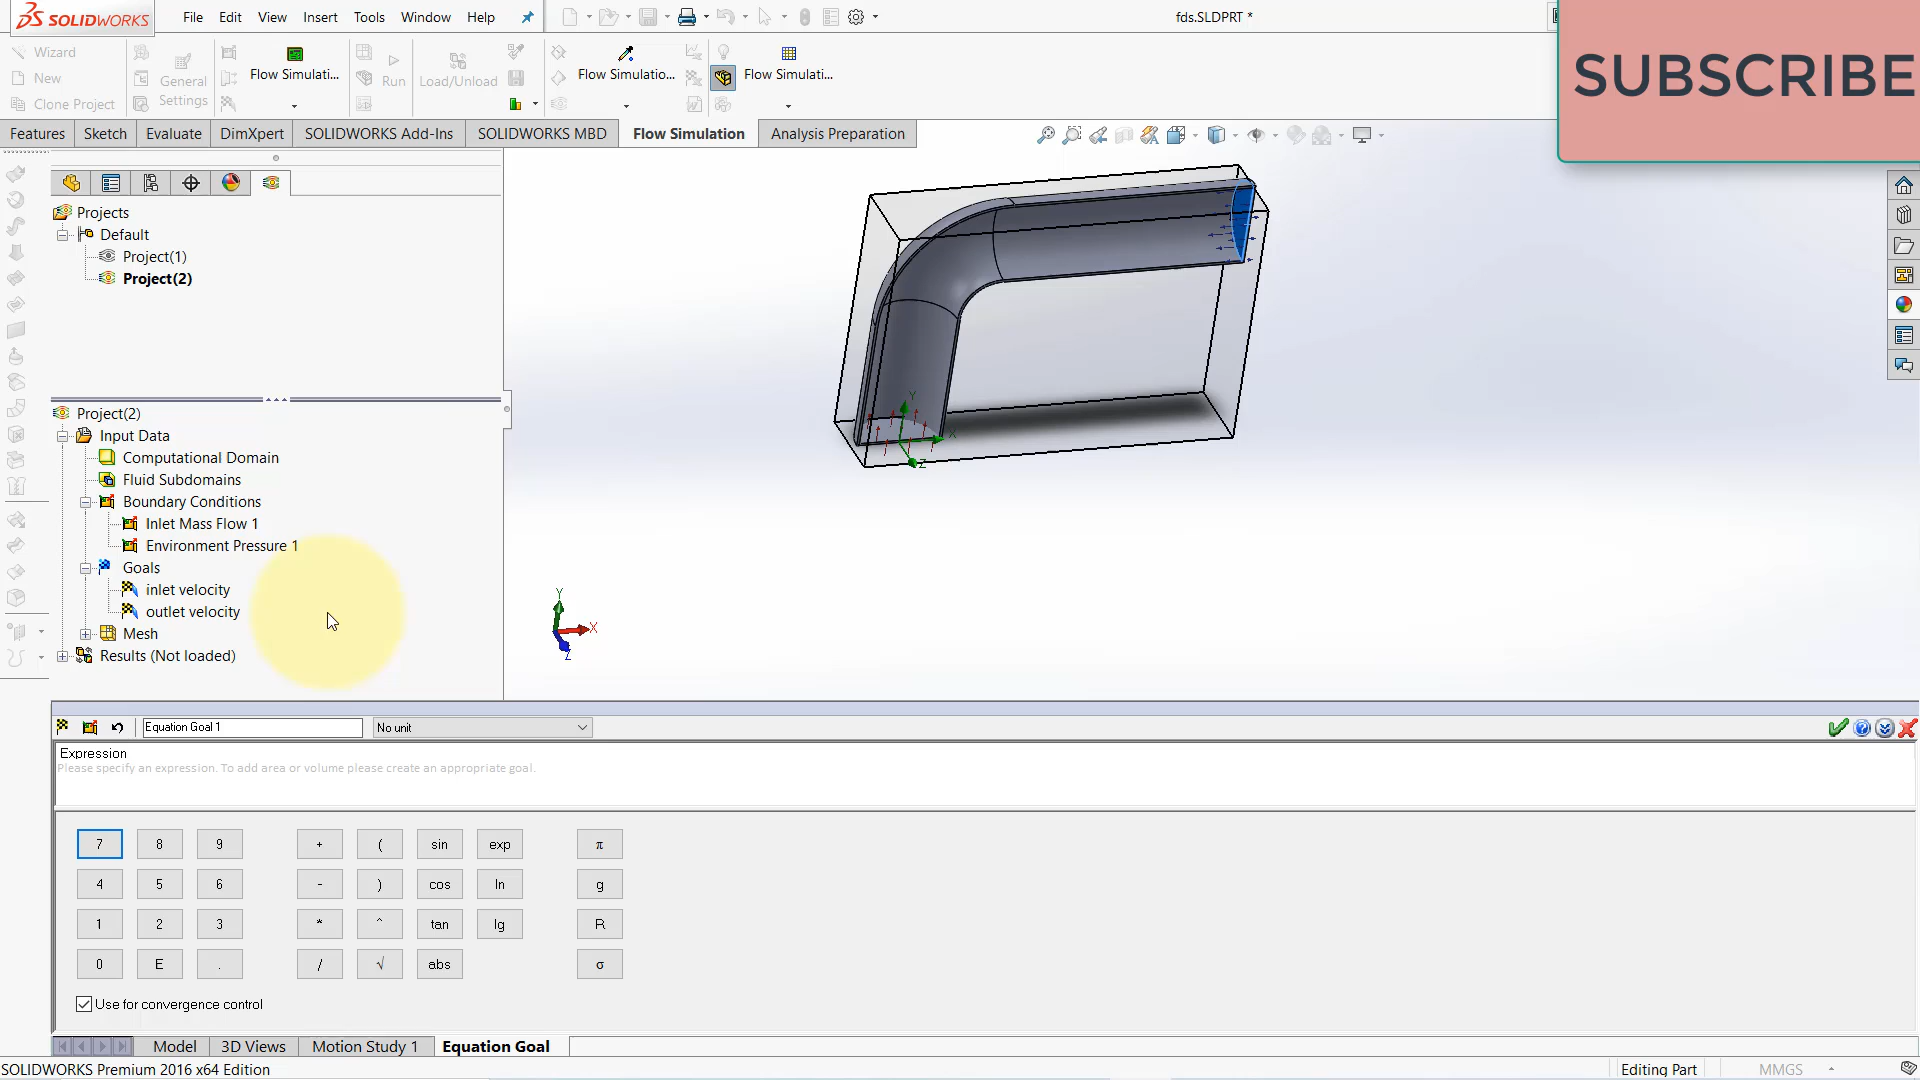 SOLIDWORKS File Edit View Insert Tools Window Help fds.SLDPRT *
SUBSCRIBE
Wizard
New
Clone Project
General
Settings
Flow Simulati...
Run
Load/Unload
Flow Simulatio...
Flow Simulati...
Features Sketch Evaluate DimXpert SOLIDWORKS Add-Ins SOLIDWORKS MBD Flow Simulation Analysis Preparation
Projects
Default
Project(1)
Project(2)
Project(2)
Input Data
Computational Domain
Fluid Subdomains
Boundary Conditions
Inlet Mass Flow 1
Environment Pressure 1
Goals
inlet velocity
outlet velocity
Mesh
Results (Not loaded)
Y
X
Z
Y
X
Z
Equation Goal 1 No unit
Expression
Please specify an expression. To add area or volume please create an appropriate goal.
7 8 9 + ( sin exp π
4 5 6 - ) cos ln g
1 2 3 * ^ tan lg R
0 E . / √ abs σ
Use for convergence control
Model 3D Views Motion Study 1 Equation Goal
SOLIDWORKS Premium 2016 x64 Edition Editing Part MMGS